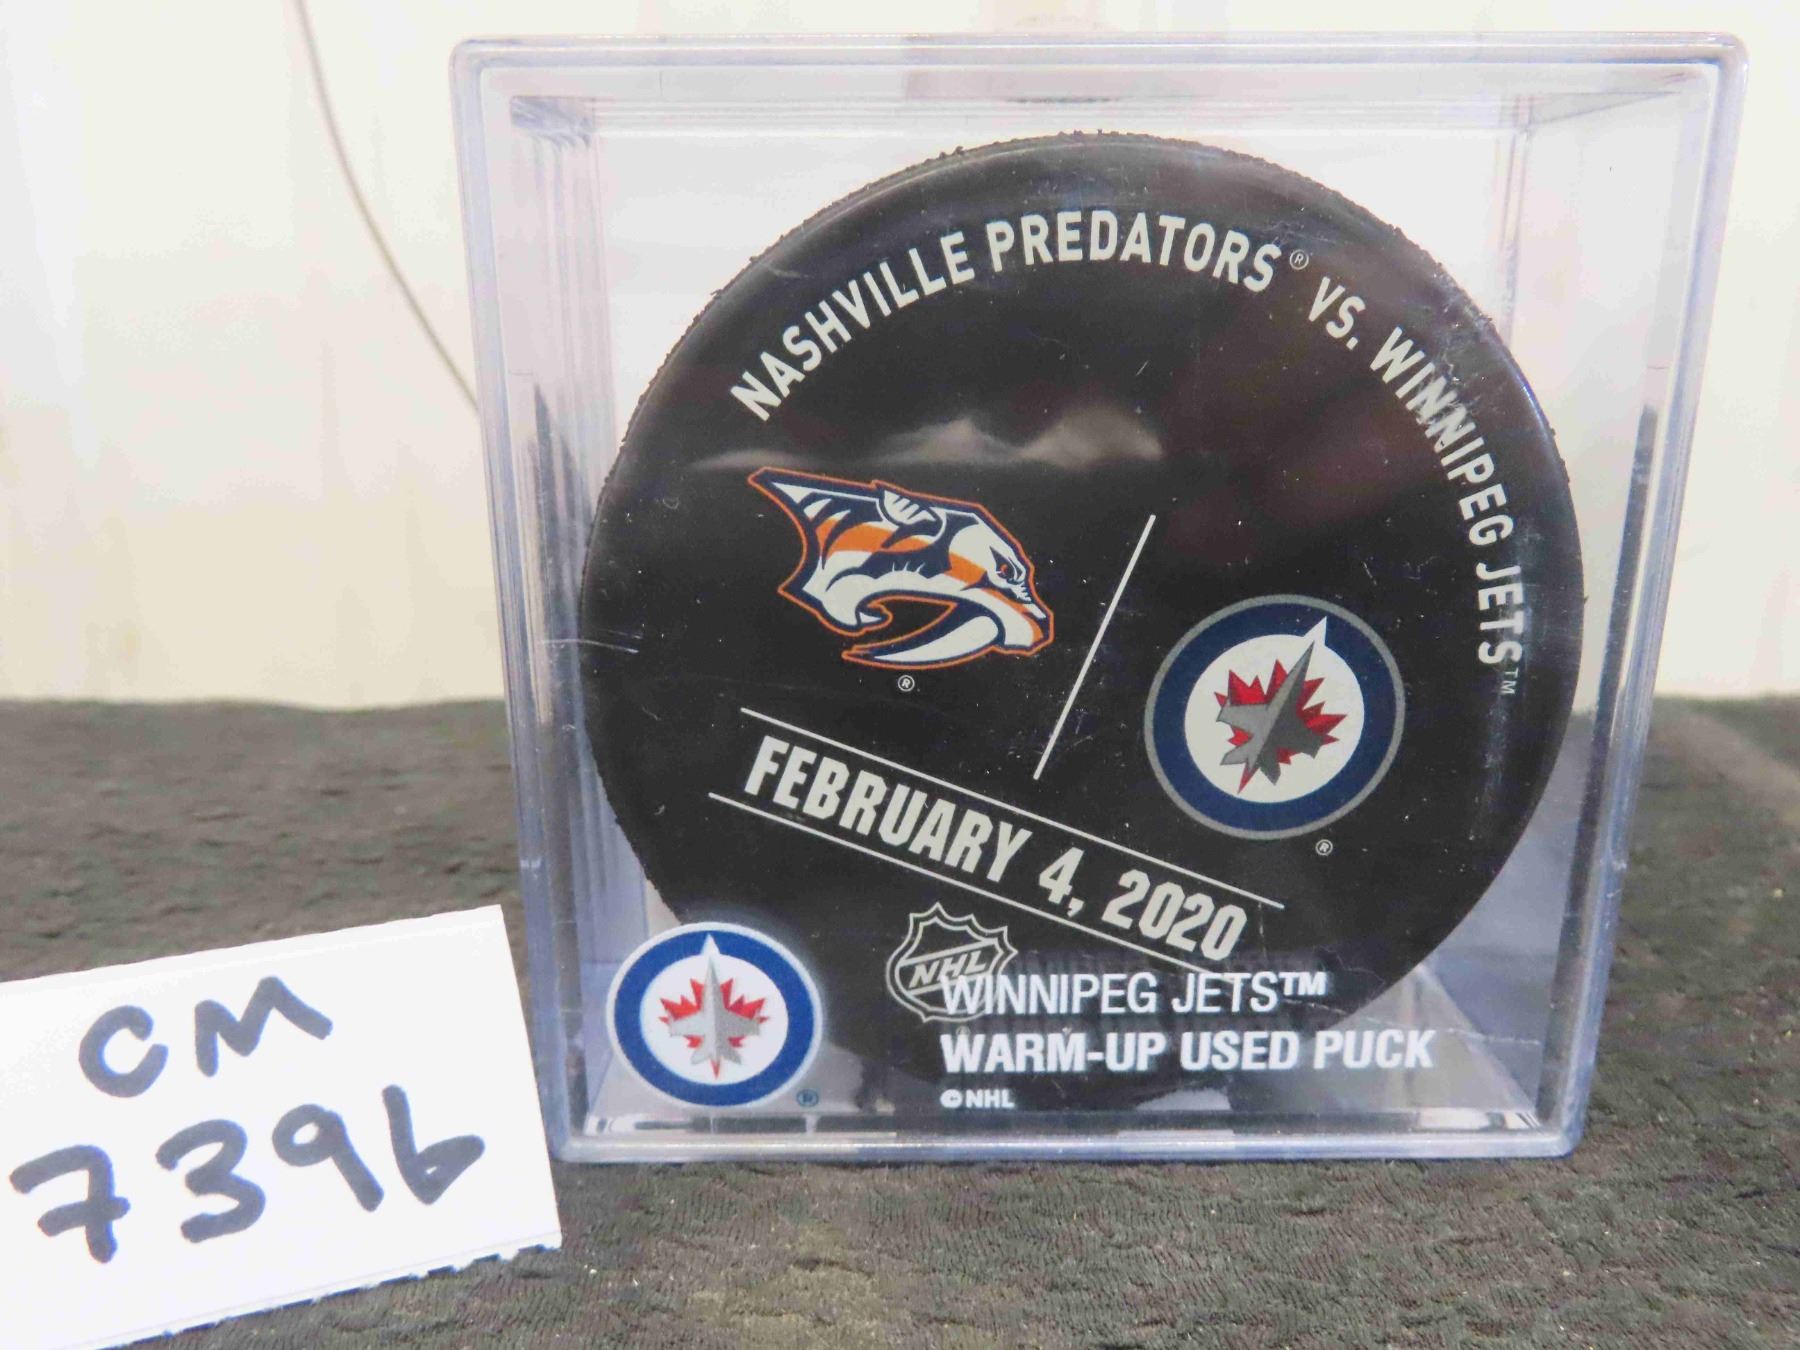 NASHVILLE PREDATORS® VS. WINNIPEG JETS™
®
®
FEBRUARY 4, 2020
NHL
WINNIPEG JETS™
WARM-UP USED PUCK
©NHL
®
CM
7396